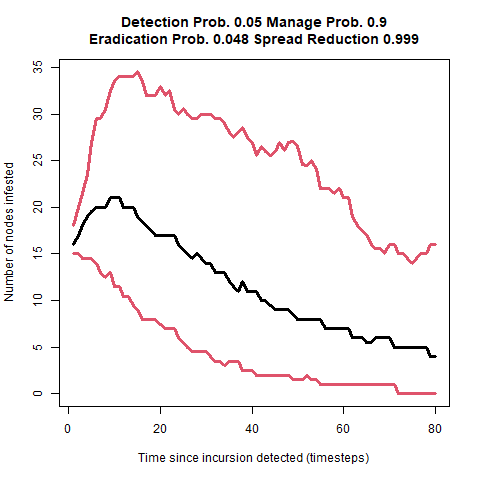 Detection Prob. 0.05 Manage Prob. 0.9
Eradication Prob. 0.048 Spread Reduction 0.999
Number of nodes infested
35
30
25
20
15
10
5
0
0 20 40 60 80
Time since incursion detected (timesteps)